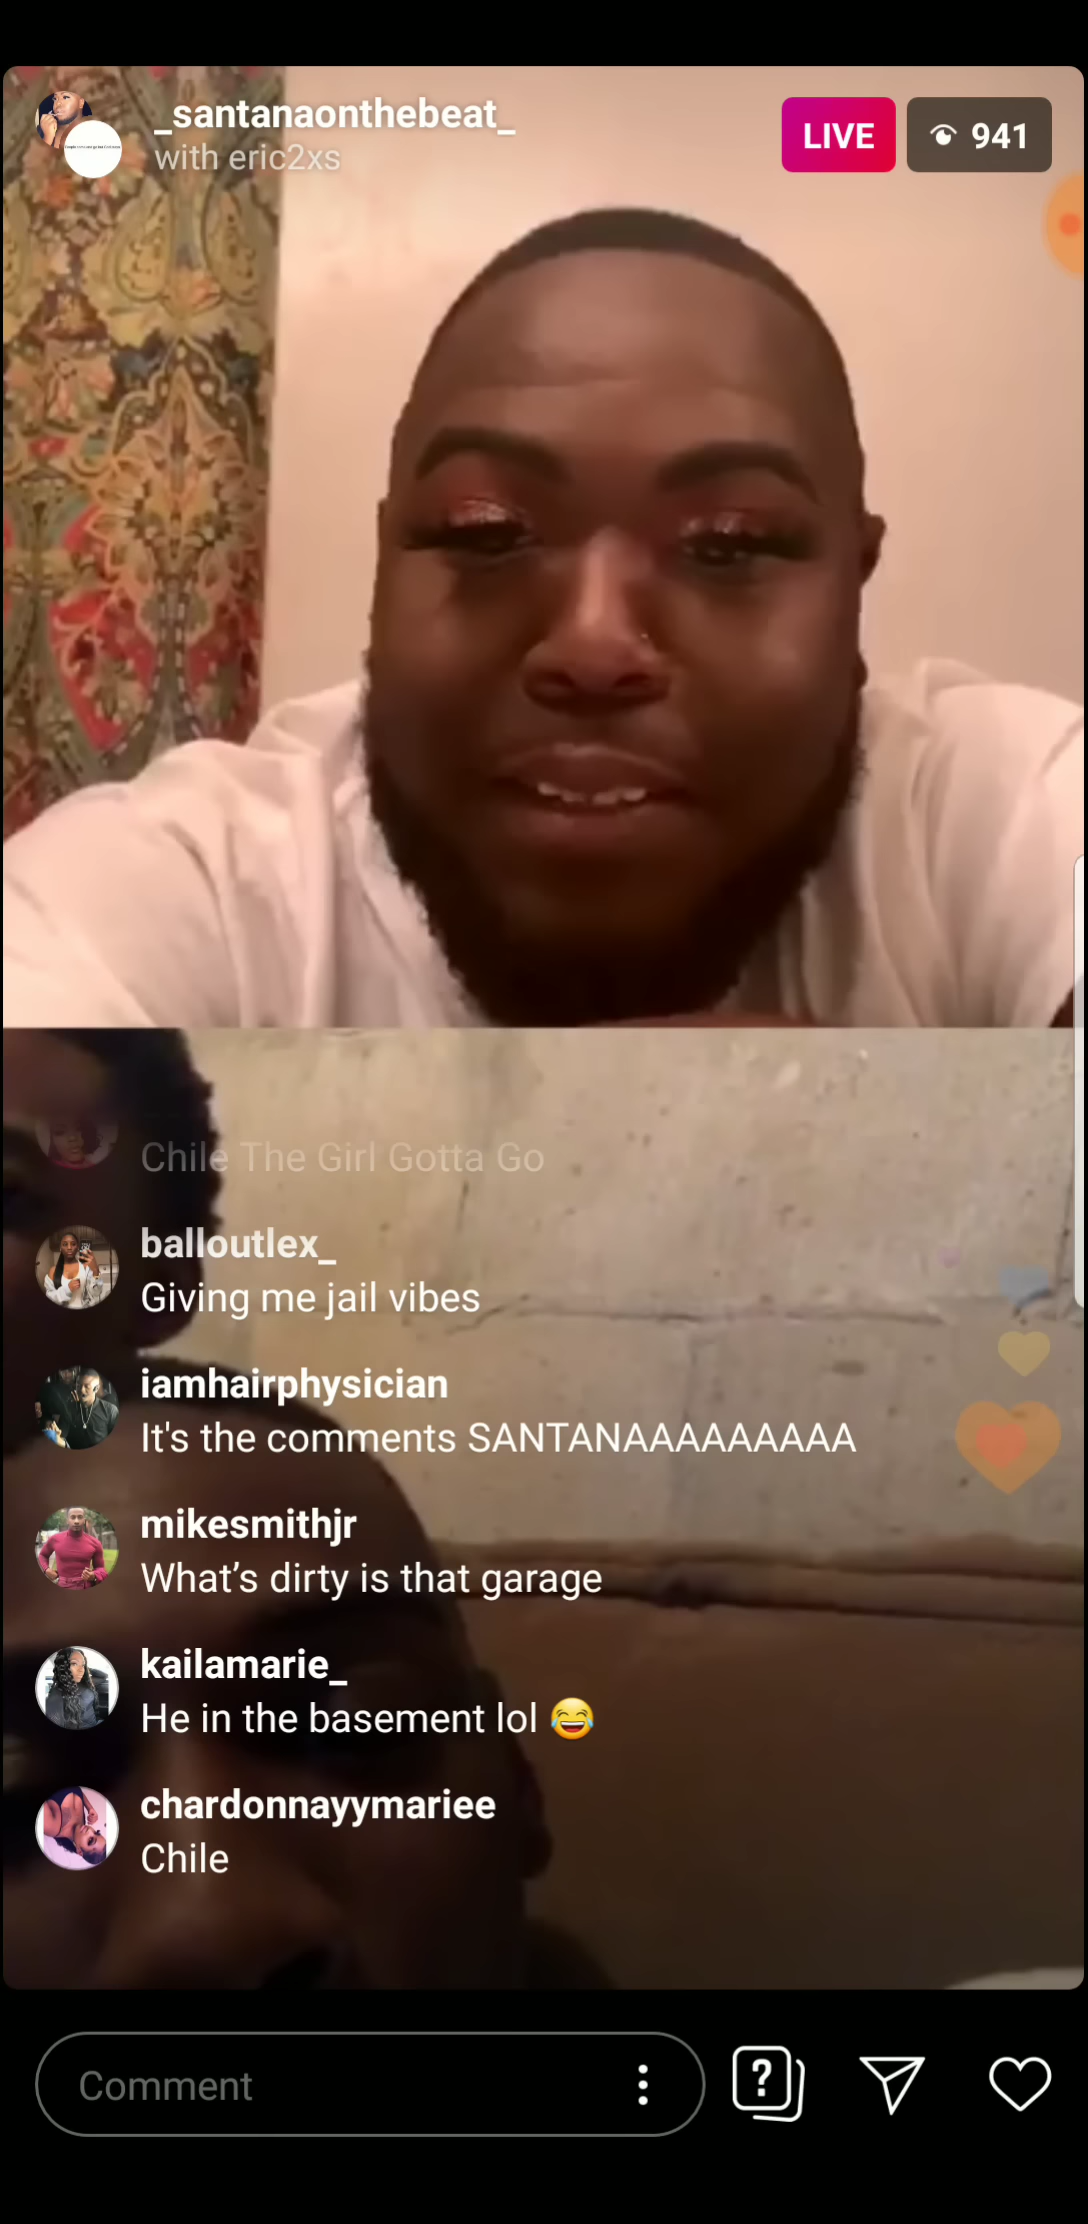 _santanaonthebeat_
with eric2xs
LIVE
941
Chile The Girl Gotta Go
balloutlex_
Giving me jail vibes
iamhairphysician
It's the comments SANTANAAAAAAAAA
mikesmithjr
What’s dirty is that garage
kailamarie_
He in the basement lol 😂
chardonnayymariee
Chile
Comment
?